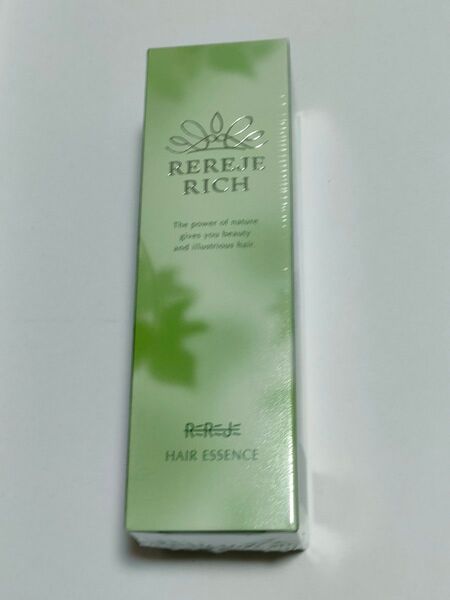 REREJE
RICH
The power of nature
gives you beauty
and illustrious hair.
REREJE
HAIR ESSENCE